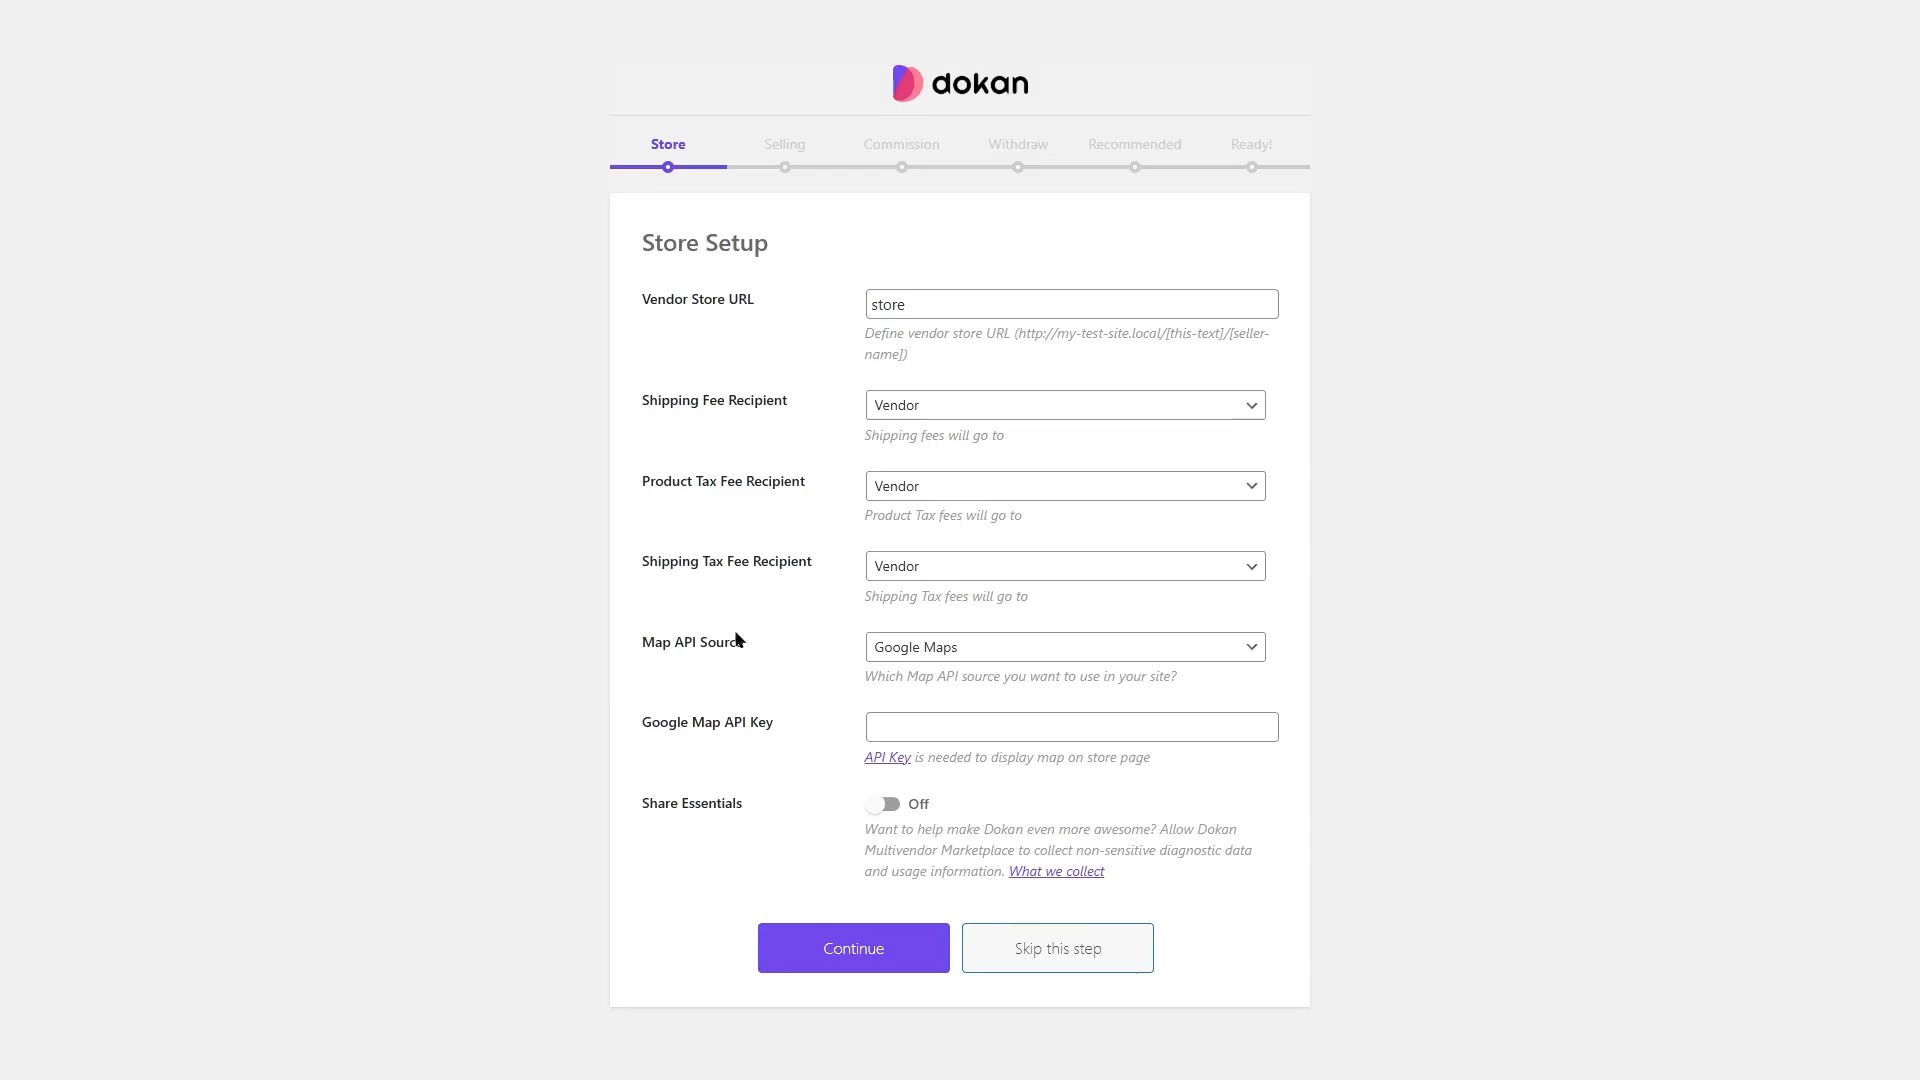 dokan
Store Selling Commission Withdraw Recommended Ready!
Store Setup
Vendor Store URL
store
Define vendor store URL (http://my-test-site.local/[this-text]/[seller-
name])
Shipping Fee Recipient
Vendor
Shipping fees will go to
Product Tax Fee Recipient
Vendor
Product Tax fees will go to
Shipping Tax Fee Recipient
Vendor
Shipping Tax fees will go to
Map API Source
Google Maps
Which Map API source you want to use in your site?
Google Map API Key
API Key is needed to display map on store page
Share Essentials
Off
Want to help make Dokan even more awesome? Allow Dokan
Multivendor Marketplace to collect non-sensitive diagnostic data
and usage information. What we collect
Continue
Skip this step